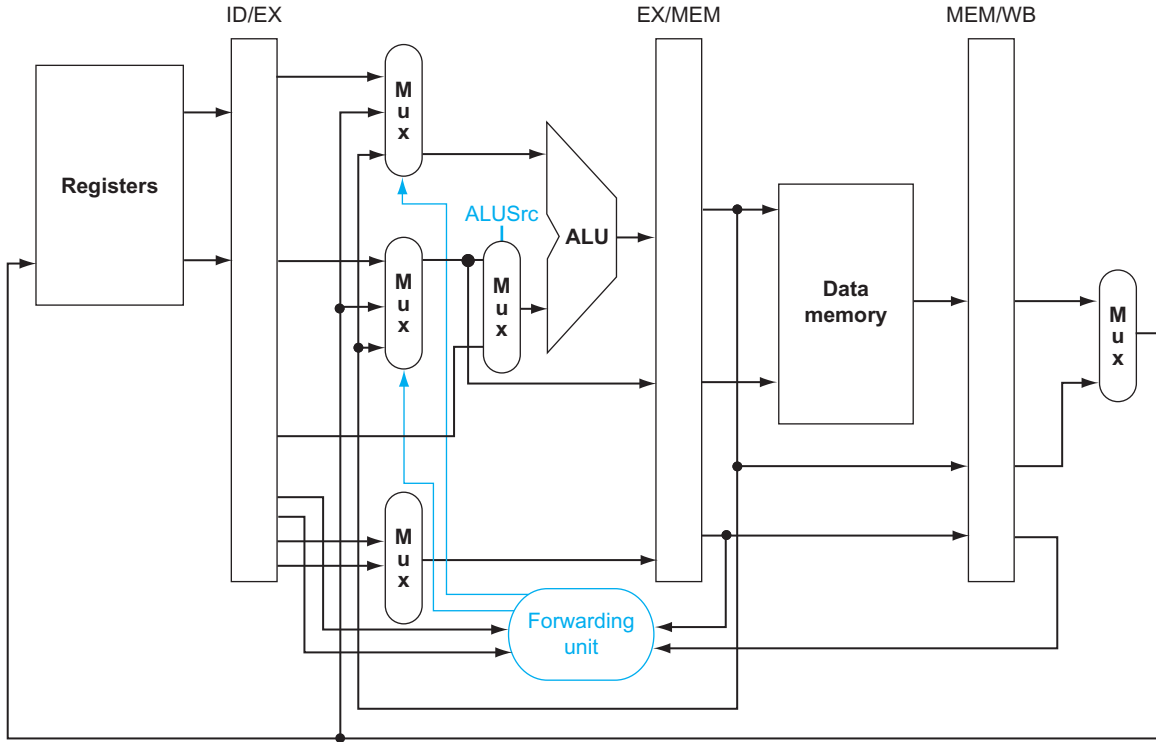 ID/EX
EX/MEM
MEM/WB
Registers
M
u
x
ALUSrc
M
u
x
M
u
x
ALU
Data
memory
M
u
x
M
u
x
Forwarding
unit